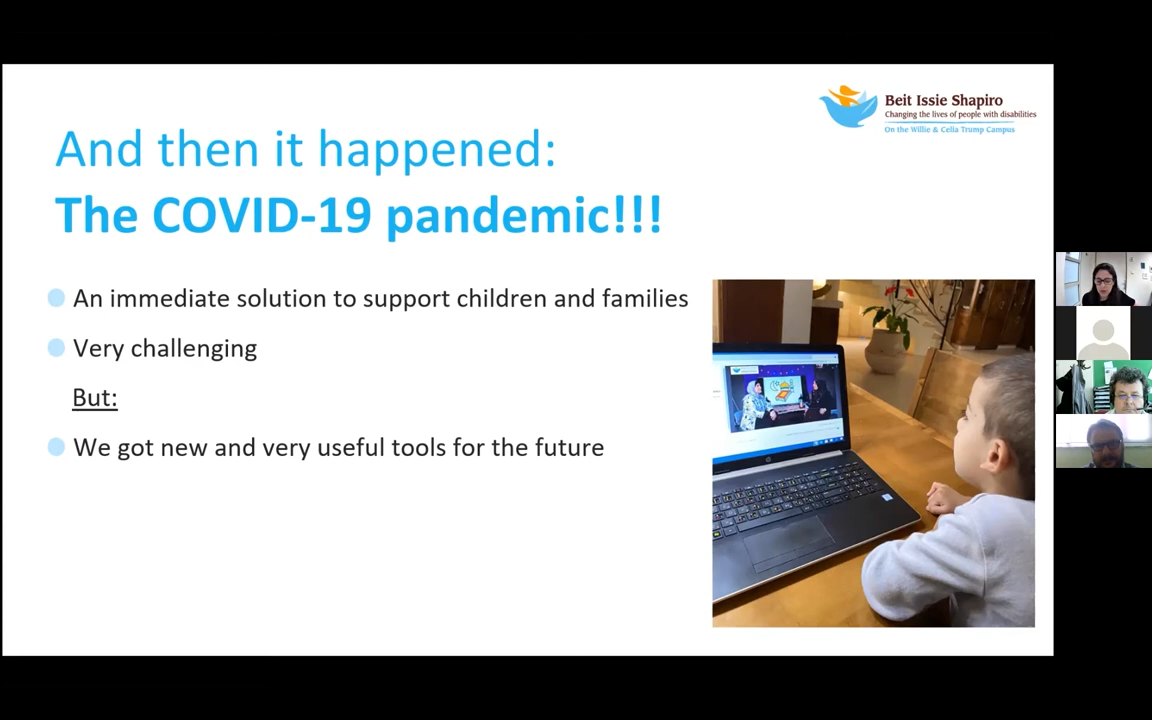 Beit Issie Shapiro
Changing the lives of people with disabilities
On the Willie & Celia Trump Campus
And then it happened:
The COVID-19 pandemic!!!
An immediate solution to support children and families
Very challenging
But:
We got new and very useful tools for the future